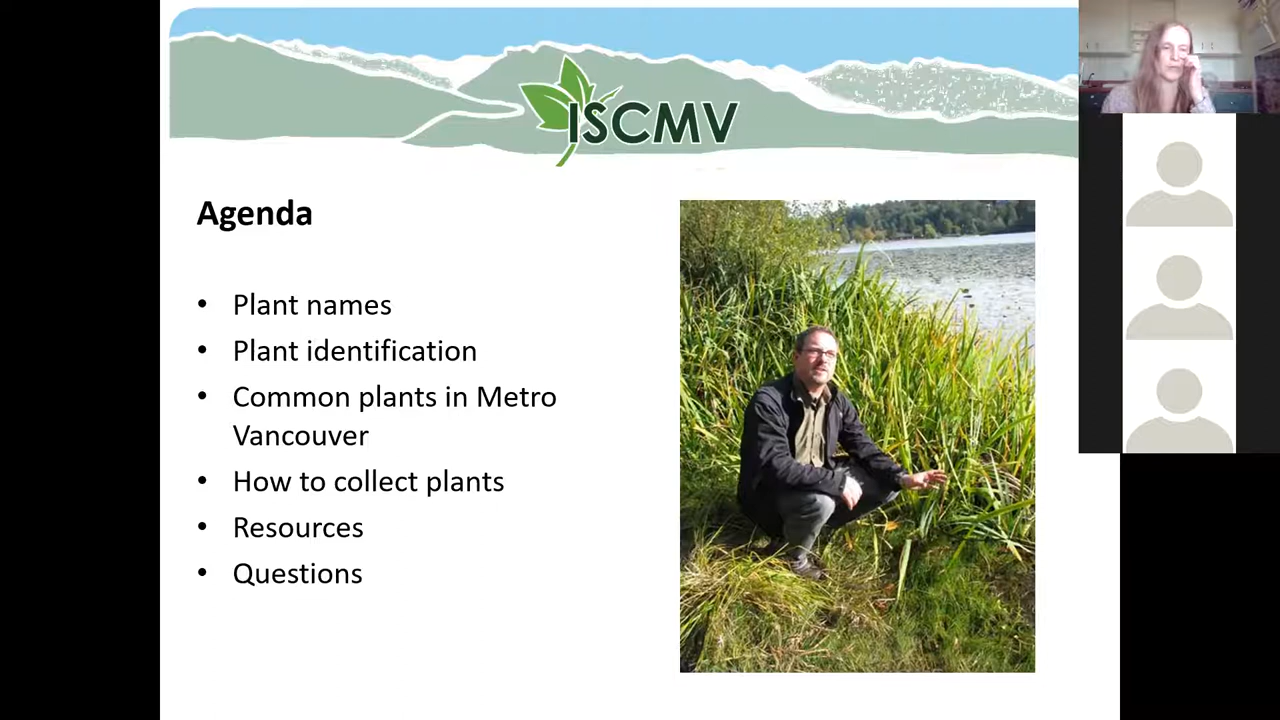 ISCMV
Agenda
• Plant names
• Plant identification
• Common plants in Metro
Vancouver
• How to collect plants
• Resources
• Questions